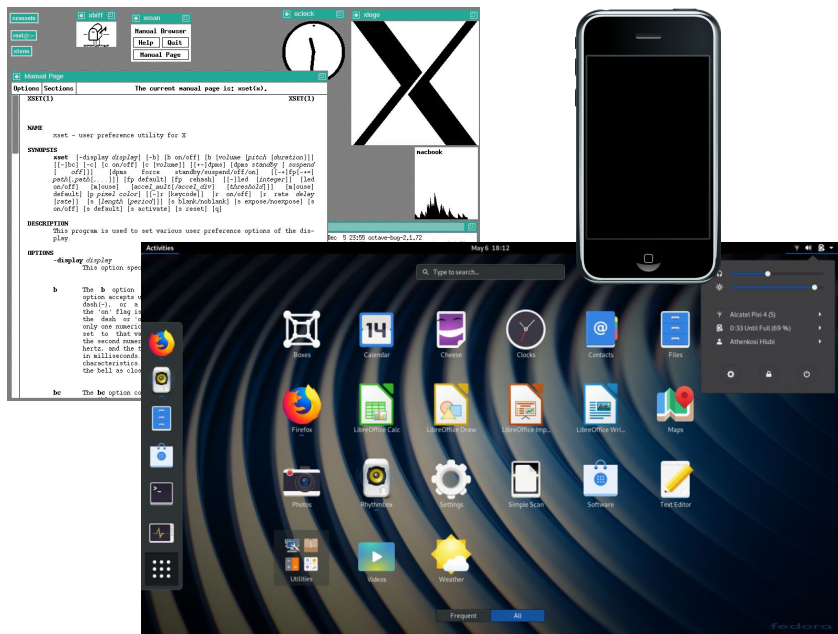 xconsole
root@:~
xterm
xbiff
xman
Manual Browser
Help Quit
Manual Page
oclock
xlogo
macbook
Manual Page
Options Sections The current manual page is: xset(x).
XSET(1) XSET(1)
NAME
xset - user preference utility for X
SYNOPSIS
xset [-display display] [-b] [b on/off] [b [volume [pitch [duration]]]
[[-]bc] [-c] [c on/off] [c [volume]] [[+-]dpms] [dpms standby [ suspend
[ off]]] [dpms force standby/suspend/off/on] [[-+]fp[-+=]
path[,path[,...]]] [fp default] [fp rehash] [[-]led [integer]] [led
on/off] [m[ouse] [accel_mult[/accel_div] [threshold]]] [m[ouse]
default] [p pixel color] [[-]r [keycode]] [r on/off] [r rate delay
[rate]] [s [length [period]]] [s blank/noblank] [s expose/noexpose] [s
on/off] [s default] [s activate] [s reset] [q]
DESCRIPTION
This program is used to set various user preference options of the dis-
play.
OPTIONS
-display display
This option spec
b The b option
option accepts
dash(-), or a
the 'on' flag is
the dash or
only one numeric
set to that
the second numer
hertz, and the t
in milliseconds.
characteristics.
the bell as clos
bc The bc option co
Dec 5 23:55 octave-bug-2.1.72
Activities May 6 18:12
Type to search...
Boxes Calendar Cheese Clocks Contacts Files
14
Firefox LibreOffice Calc LibreOffice Draw LibreOffice Imp... LibreOffice Wri... Maps
Photos Rhythmbox Settings Simple Scan Software Text Editor
Utilities Videos Weather
Frequent All
Alcatel Pixi 4 (5)
0:33 Until Full (69 %)
Athenkosi Hlubi
fedora